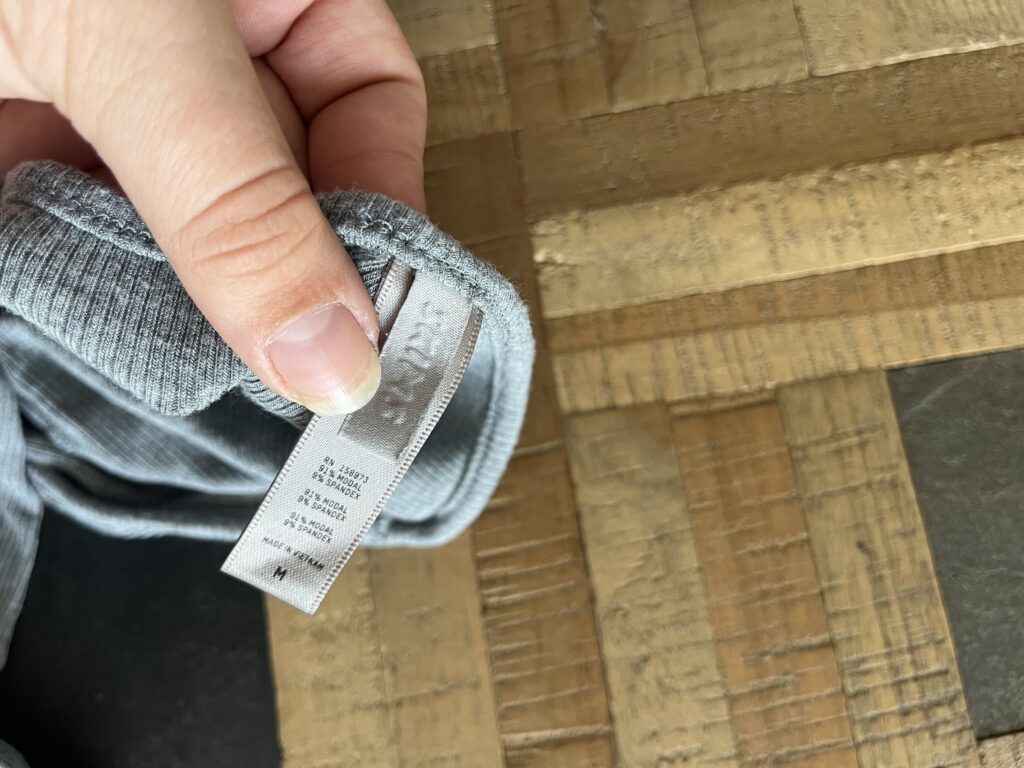 RN 158973
91% MODAL
9% SPANDEX
91% MODAL
9% SPANDEX
91% MODAL
9% SPANDEX
MADE IN VIETNAM
M